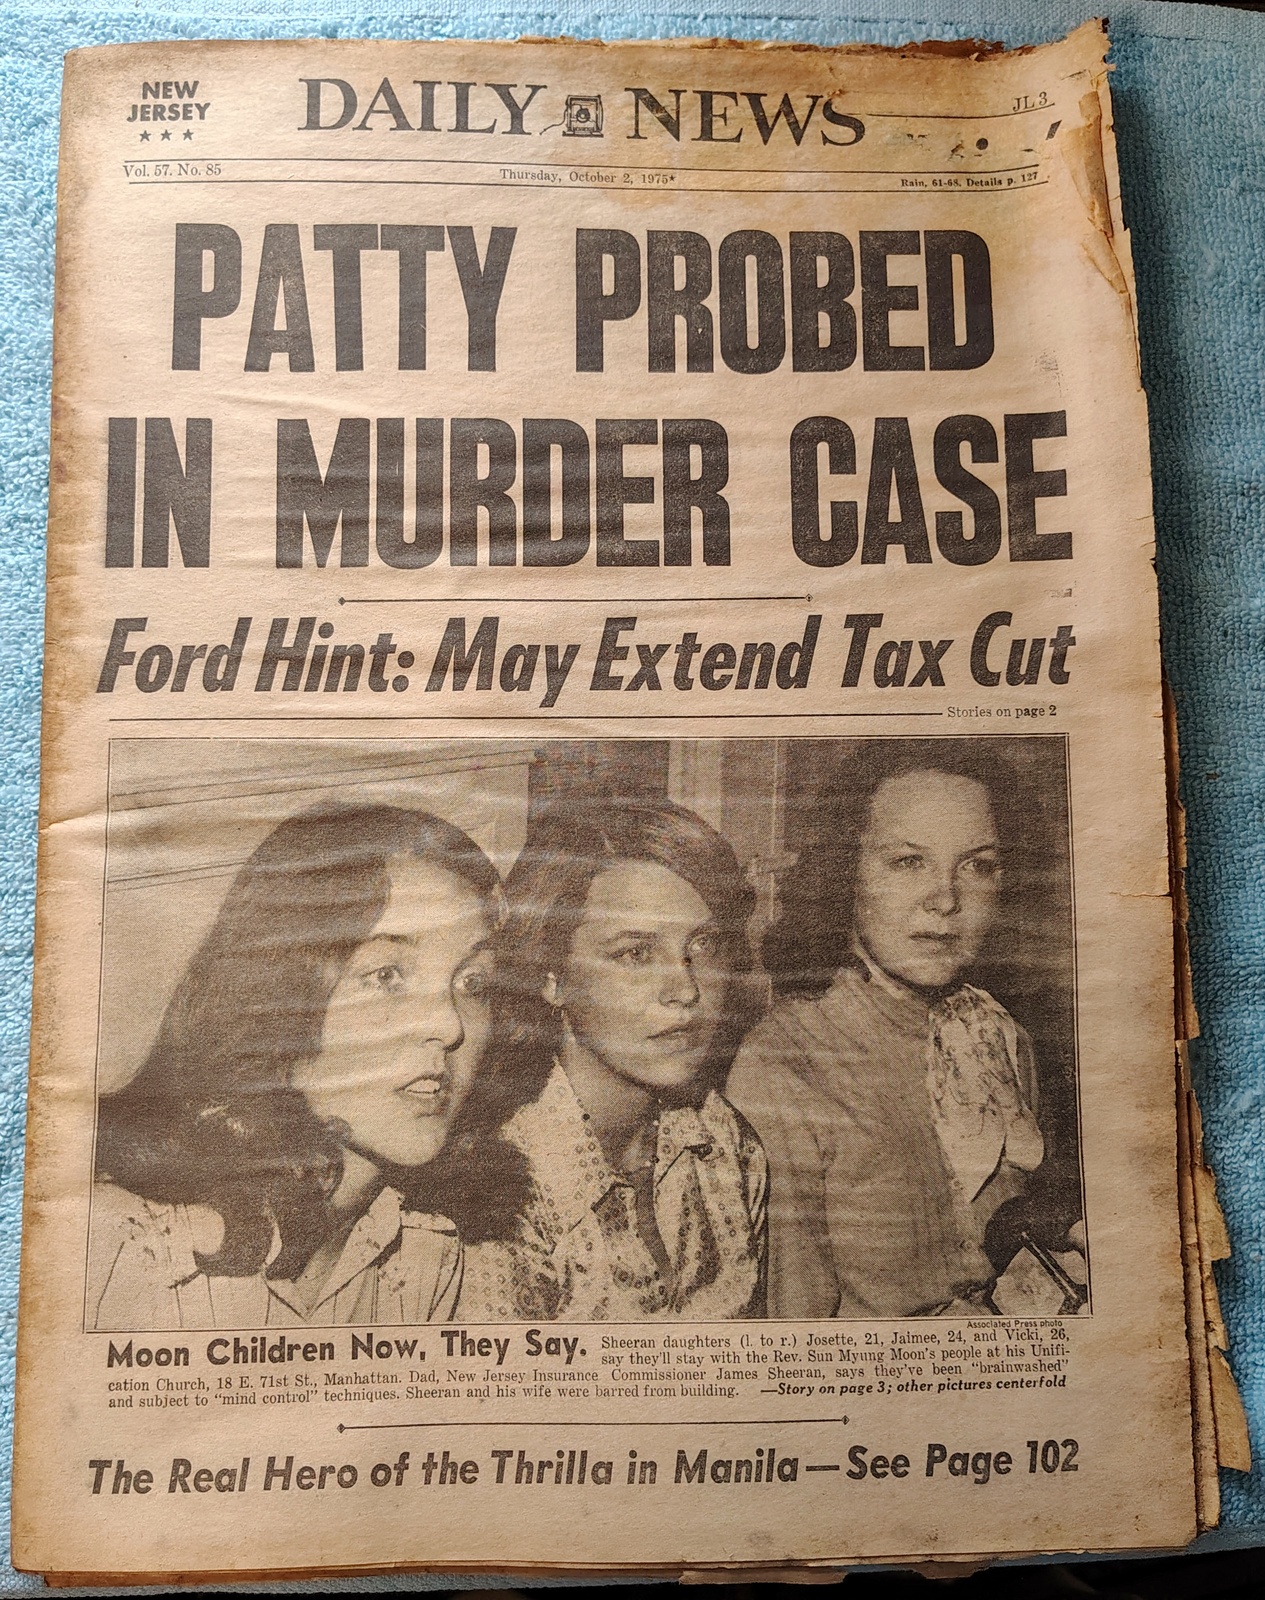 NEW
JERSEY
★ ★ ★
DAILY NEWS
JL 3
Vol. 57. No. 85
Thursday, October 2, 1975★
Rain, 61-68. Details p. 127
PATTY PROBED
IN MURDER CASE
Ford Hint: May Extend Tax Cut
Stories on page 2
Associated Press photo
Moon Children Now, They Say. Sheeran daughters (l. to r.) Josette, 21, Jaimee, 24, and Vicki, 26,
say they'll stay with the Rev. Sun Myung Moon's people at his Unifi-
cation Church, 18 E. 71st St., Manhattan. Dad, New Jersey Insurance Commissioner James Sheeran, says they've been "brainwashed"
and subject to "mind control" techniques. Sheeran and his wife were barred from building. —Story on page 3; other pictures centerfold
The Real Hero of the Thrilla in Manila—See Page 102